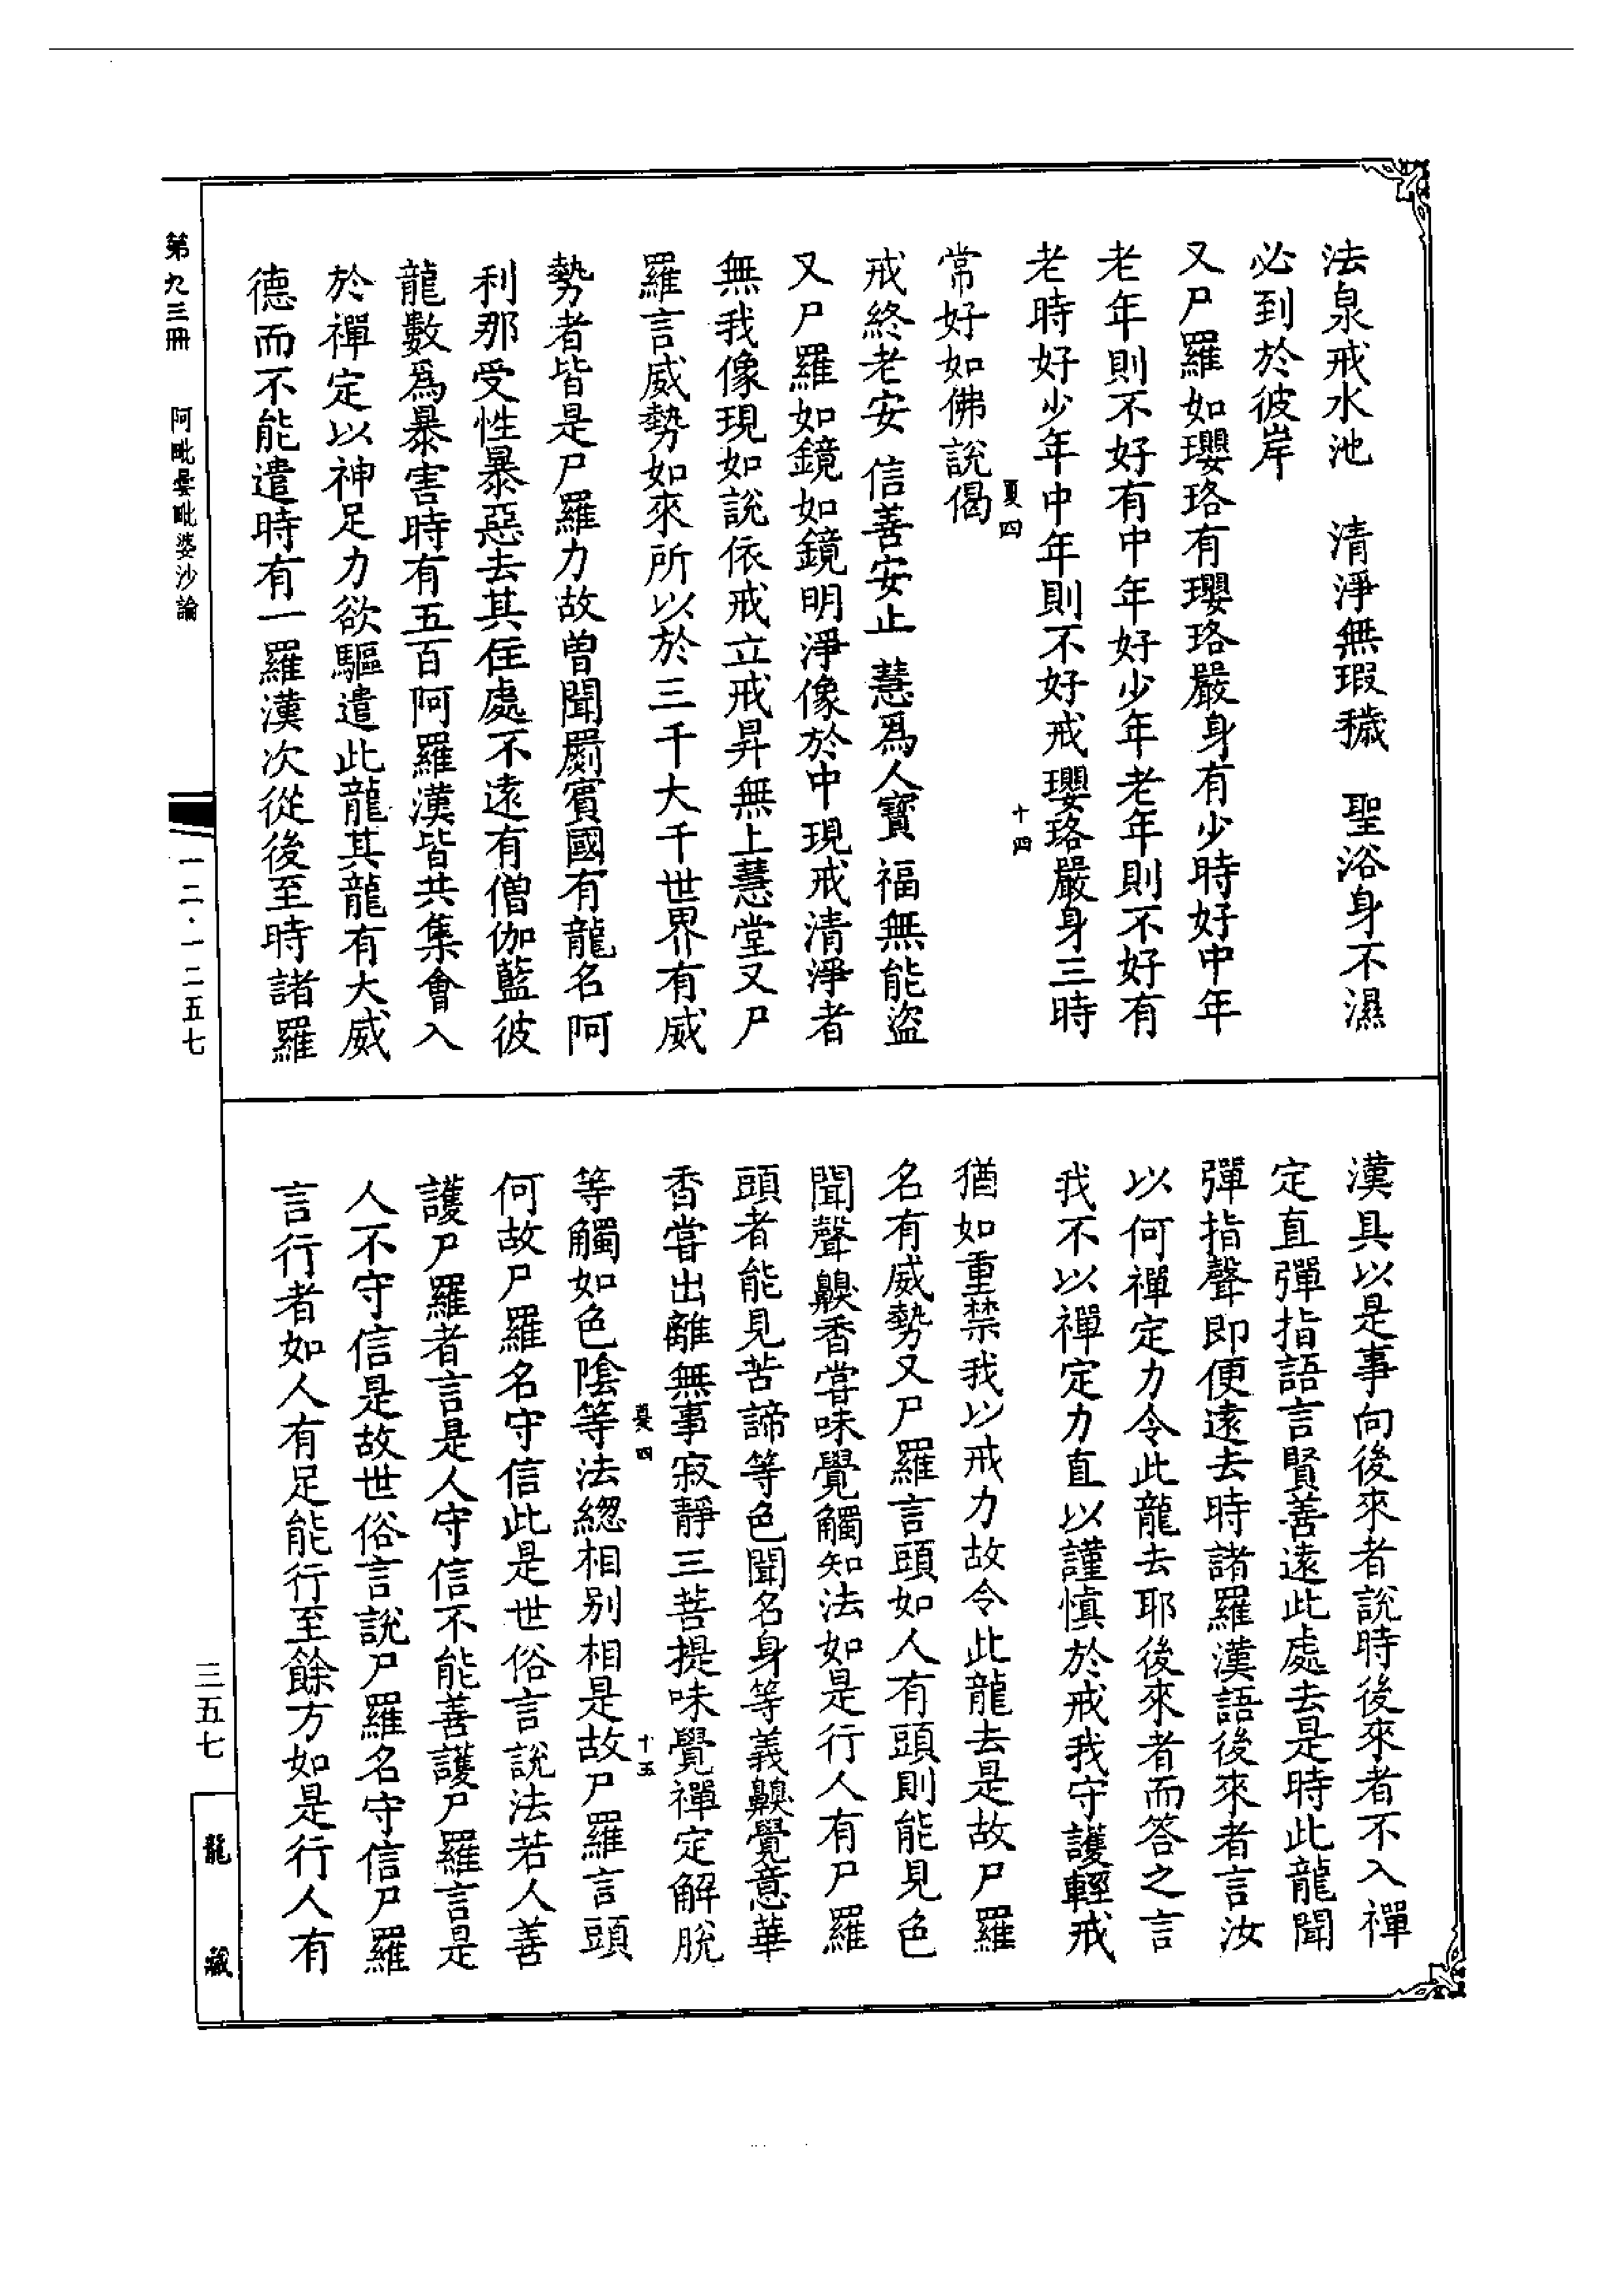 法泉戒水池　清淨無瑕穢　聖浴身不濕
必到於彼岸
又尸羅如瓔珞有瓔珞嚴身有少時好中年
老年則不好有中年好少年老年則不好有
老時好少年中年則不好戒瓔珞嚴身三時
常好如佛說偈
夏四
十四
戒終老安　信善安止　慧爲人寶　福無能盜
又尸羅如鏡如鏡明淨像於中現戒清淨者
無我像現如說依戒立戒昇無上慧堂又尸
羅言威勢如來所以於三千大千世界有威
勢者皆是尸羅力故曾聞罽賓國有龍名阿
利那受性暴惡去其住處不遠有僧伽藍彼
龍數爲暴害時有五百阿羅漢皆共集會入
於禪定以神足力欲驅遣此龍其龍有大威
德而不能遣時有一羅漢次從後至時諸羅
漢具以是事向後來者說時後來者不入禪
定直彈指語言賢善遠此處去是時此龍聞
彈指聲即便遠去時諸羅漢語後來者言汝
以何禪定力令此龍去耶後來者而答之言
我不以禪定力直以謹慎於戒我守護輕戒
猶如重禁我以戒力故令此龍去是故尸羅
名有威勢又尸羅言頭如人有頭則能見色
聞聲齅香甞味覺觸知法如是行人有尸羅
頭者能見苦諦等色聞名身等義齅覺意華
香甞出離無事寂靜三菩提味覺禪定解脫
等觸如色陰等法緫相别相是故尸羅言頭
四
十五
何故尸羅名守信此是世俗言說法若人善
護尸羅者言是人守信不能善護尸羅言是
人不守信是故世俗言說尸羅名守信尸羅
言行者如人有足能行至餘方如是行人有
第九三冊　阿毗曇毗婆沙論
一二·一二五七
三五七
龍藏